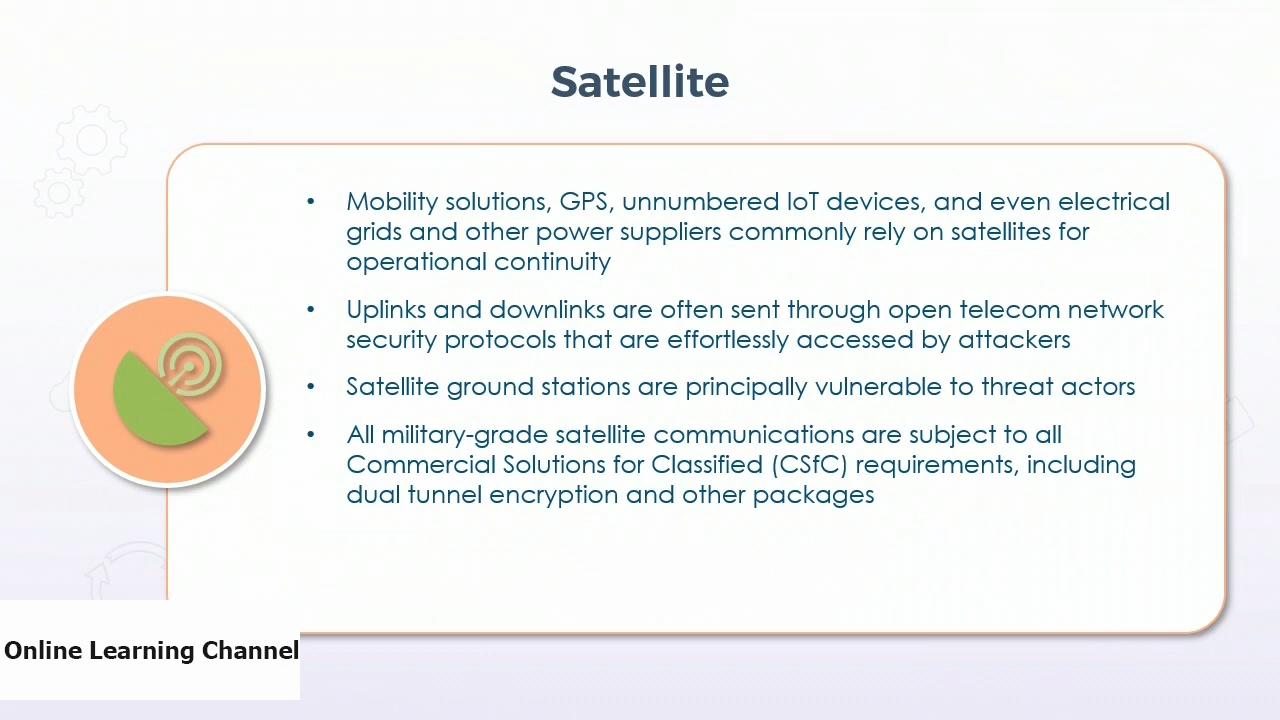 Satellite
• Mobility solutions, GPS, unnumbered IoT devices, and even electrical
grids and other power suppliers commonly rely on satellites for
operational continuity
• Uplinks and downlinks are often sent through open telecom network
security protocols that are effortlessly accessed by attackers
• Satellite ground stations are principally vulnerable to threat actors
• All military-grade satellite communications are subject to all
Commercial Solutions for Classified (CSfC) requirements, including
dual tunnel encryption and other packages
Online Learning Channel